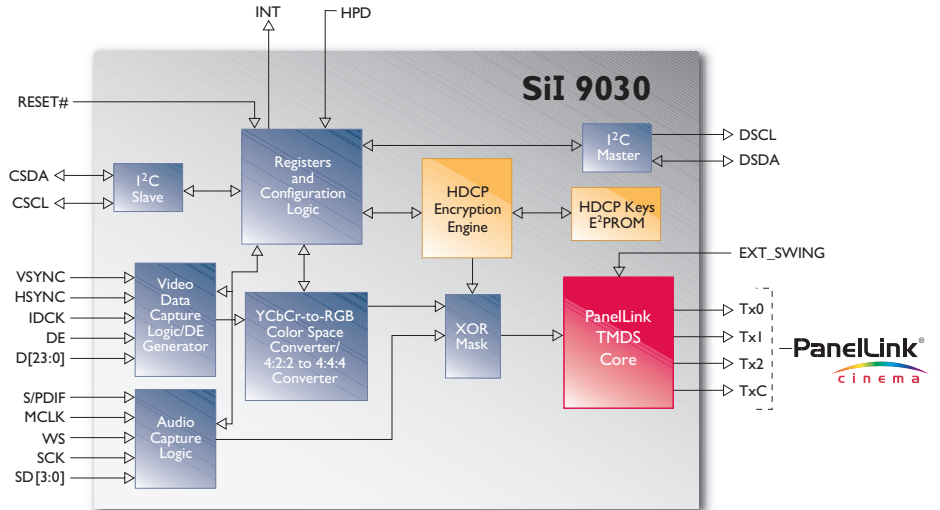 INT
HPD
SiI 9030
RESET#
CSDA
CSCL
I²C
Slave
Registers
and
Configuration
Logic
I²C
Master
DSCL
DSDA
HDCP
Encryption
Engine
HDCP Keys
E²PROM
EXT_SWING
VSYNC
HSYNC
IDCK
DE
D[23:0]
Video
Data
Capture
Logic/DE
Generator
YCbCr-to-RGB
Color Space
Converter/
4:2:2 to 4:4:4
Converter
XOR
Mask
PanelLink
TMDS
Core
Tx0
Tx1
Tx2
TxC
PanelLink®
cinema
S/PDIF
MCLK
WS
SCK
SD[3:0]
Audio
Capture
Logic